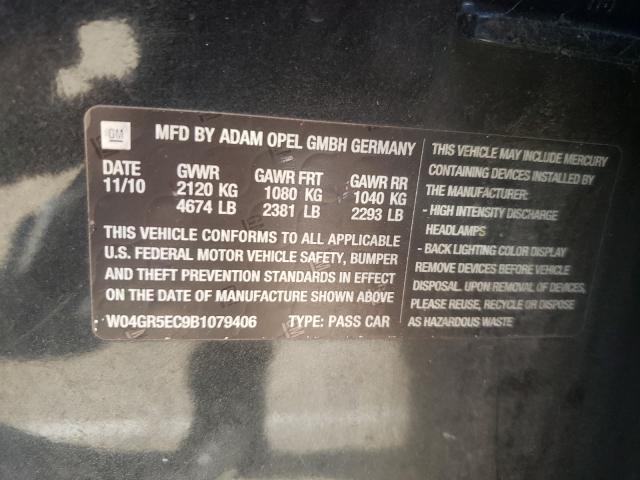 GM
MFD BY ADAM OPEL GMBH GERMANY
DATE GVWR GAWR FRT GAWR RR
11/10 2120 KG 1080 KG 1040 KG
4674 LB 2381 LB 2293 LB
THIS VEHICLE CONFORMS TO ALL APPLICABLE
U.S. FEDERAL MOTOR VEHICLE SAFETY, BUMPER
AND THEFT PREVENTION STANDARDS IN EFFECT
ON THE DATE OF MANUFACTURE SHOWN ABOVE
W04GR5EC9B1079406 TYPE: PASS CAR
THIS VEHICLE MAY INCLUDE MERCURY
CONTAINING DEVICES INSTALLED BY
THE MANUFACTURER:
- HIGH INTENSITY DISCHARGE
HEADLAMPS
- BACK LIGHTING COLOR DISPLAY
REMOVE DEVICES BEFORE VEHICLE
DISPOSAL. UPON REMOVAL OF DEVICES,
PLEASE REUSE, RECYCLE OR DISPOSE
AS HAZARDOUS WASTE